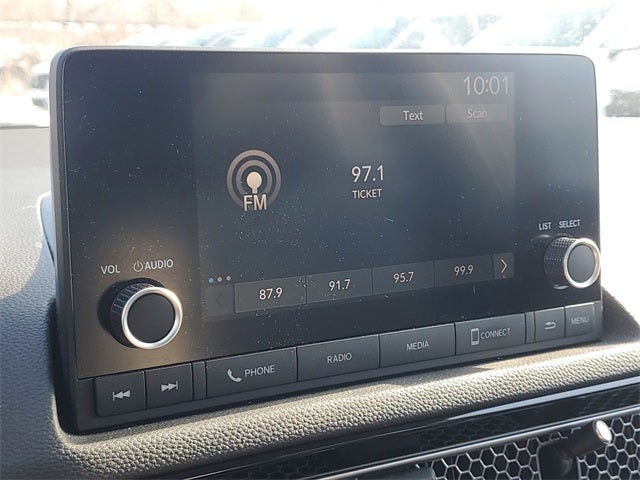 10:01
Text Scan
97.1
TICKET
FM
LIST SELECT
VOL AUDIO
87.9 91.7 95.7 99.9
PHONE RADIO MEDIA CONNECT MENU